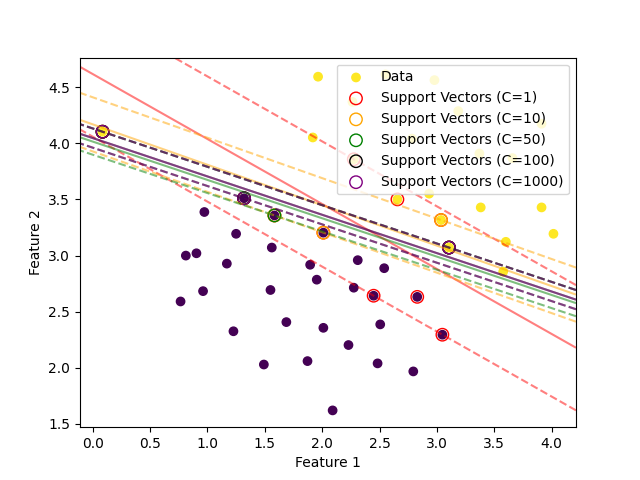 Data
Support Vectors (C=1)
Support Vectors (C=10)
Support Vectors (C=50)
Support Vectors (C=100)
Support Vectors (C=1000)
4.5
4.0
3.5
3.0
2.5
2.0
1.5
Feature 2
0.0 0.5 1.0 1.5 2.0 2.5 3.0 3.5 4.0
Feature 1